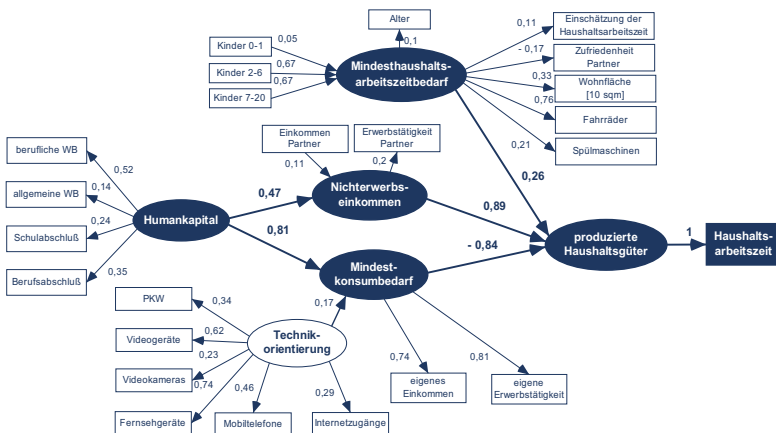 Alter
0,1
Kinder 0-1
0,05
Kinder 2-6
0,67
Kinder 7-20
0,67
Mindesthaushalts-
arbeitszeitbedarf
0,11
Einschätzung der
Haushaltsarbeitszeit
- 0,17
Zufriedenheit
Partner
0,33
Wohnfläche
[10 sqm]
0,76
Fahrräder
0,21
Spülmaschinen
0,26
Einkommen
Partner
0,11
Erwerbstätigkeit
Partner
0,2
berufliche WB
0,52
allgemeine WB
0,14
Schulabschluß
0,24
Berufsabschluß
0,35
Humankapital
0,47
0,81
Nichterwerbs-
einkommen
0,89
Mindest-
konsumbedarf
- 0,84
produzierte
Haushaltsgüter
1
Haushalts-
arbeitszeit
0,17
PKW
0,34
Videogeräte
0,62
Videokameras
0,23
Fernsehgeräte
0,74
Technik-
orientierung
0,46
Mobiltelefone
0,29
Internetzugänge
0,74
eigenes
Einkommen
0,81
eigene
Erwerbstätigkeit